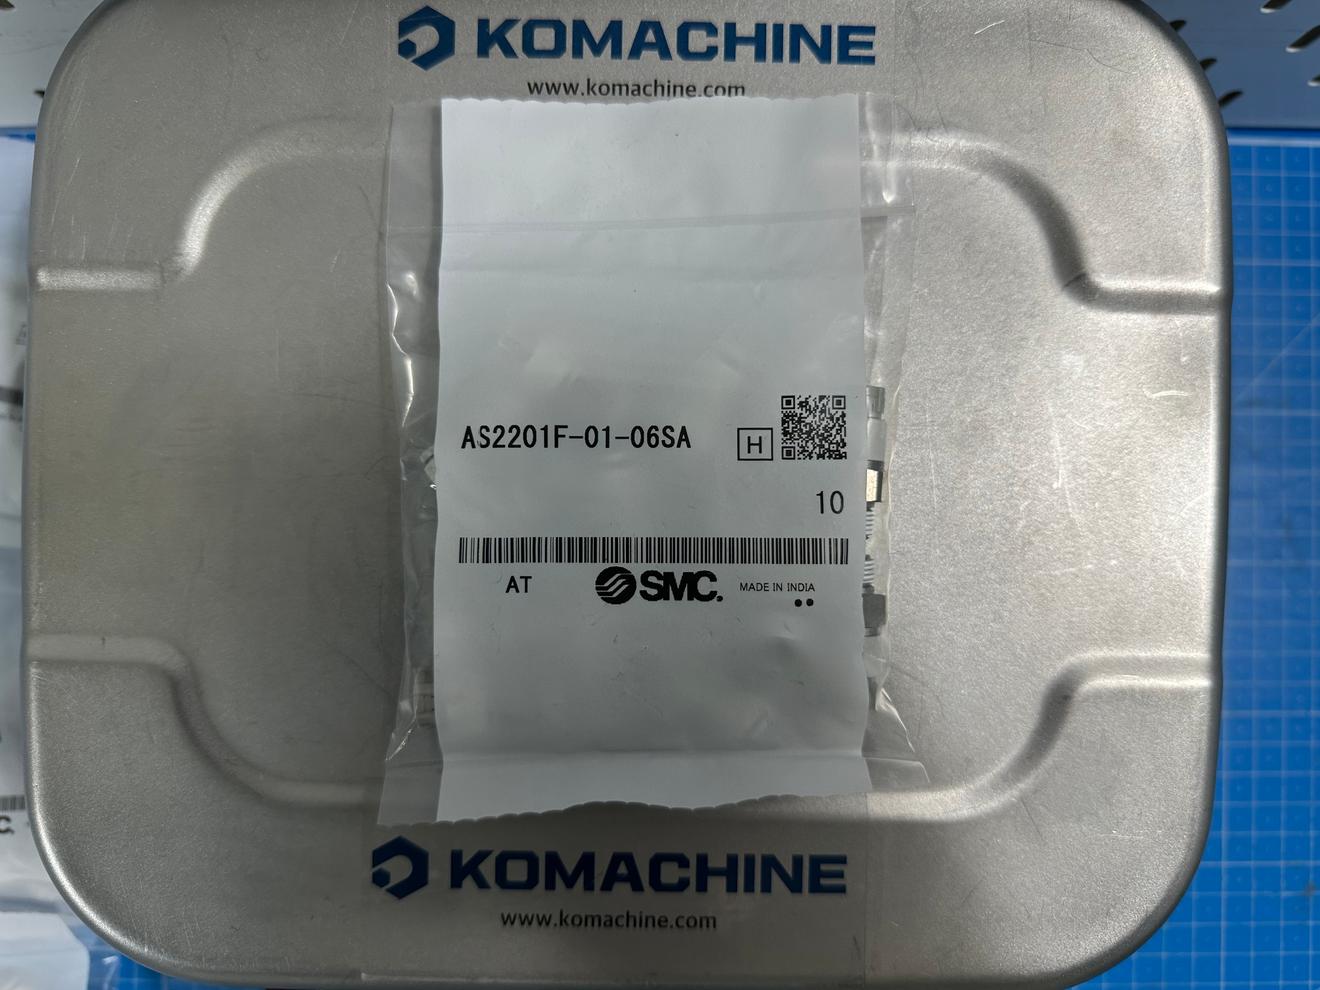 KOMACHINE
www.komachine.com
AS2201F-01-06SA
H
10
AT
SMC.
MADE IN INDIA
KOMACHINE
www.komachine.com